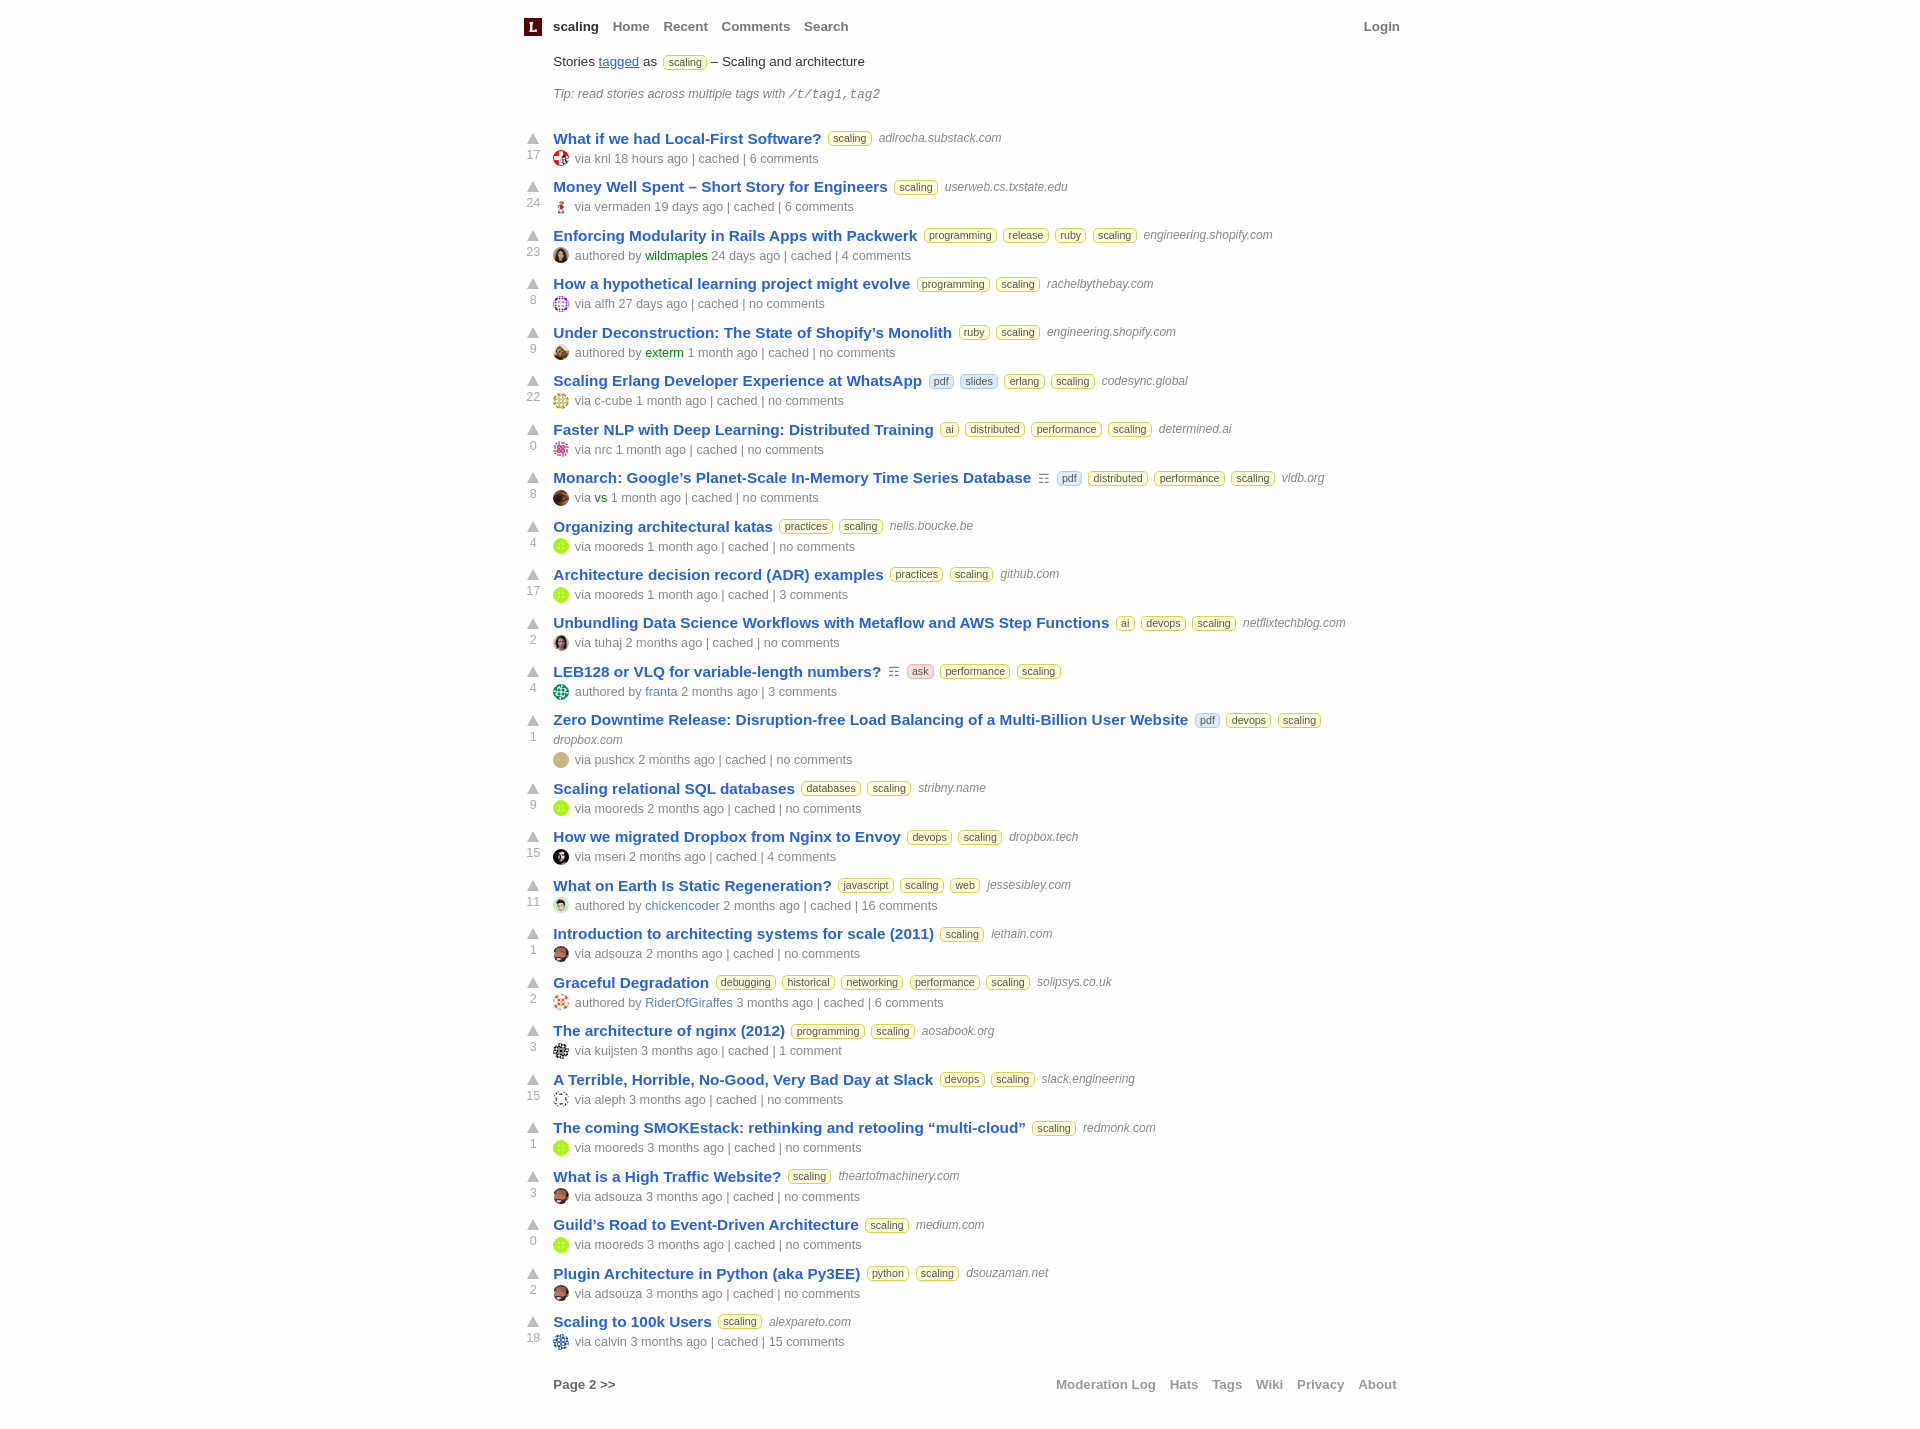 L scaling Home Recent Comments Search Login
Stories tagged as scaling – Scaling and architecture
Tip: read stories across multiple tags with /t/tag1,tag2
What if we had Local-First Software? scaling adlrocha.substack.com
17 via knl 18 hours ago | cached | 6 comments
Money Well Spent – Short Story for Engineers scaling userweb.cs.txstate.edu
24 via vermaden 19 days ago | cached | 6 comments
Enforcing Modularity in Rails Apps with Packwerk programming release ruby scaling engineering.shopify.com
23 authored by wildmaples 24 days ago | cached | 4 comments
How a hypothetical learning project might evolve programming scaling rachelbythebay.com
8 via alfh 27 days ago | cached | no comments
Under Deconstruction: The State of Shopify’s Monolith ruby scaling engineering.shopify.com
9 authored by exterm 1 month ago | cached | no comments
Scaling Erlang Developer Experience at WhatsApp pdf slides erlang scaling codesync.global
22 via c-cube 1 month ago | cached | no comments
Faster NLP with Deep Learning: Distributed Training ai distributed performance scaling determined.ai
0 via nrc 1 month ago | cached | no comments
Monarch: Google’s Planet-Scale In-Memory Time Series Database ☶ pdf distributed performance scaling vldb.org
8 via vs 1 month ago | cached | no comments
Organizing architectural katas practices scaling nelis.boucke.be
4 via mooreds 1 month ago | cached | no comments
Architecture decision record (ADR) examples practices scaling github.com
17 via mooreds 1 month ago | cached | 3 comments
Unbundling Data Science Workflows with Metaflow and AWS Step Functions ai devops scaling netflixtechblog.com
2 via tuhaj 2 months ago | cached | no comments
LEB128 or VLQ for variable-length numbers? ☶ ask performance scaling
4 authored by franta 2 months ago | 3 comments
Zero Downtime Release: Disruption-free Load Balancing of a Multi-Billion User Website pdf devops scaling
1 dropbox.com
via pushcx 2 months ago | cached | no comments
Scaling relational SQL databases databases scaling stribny.name
9 via mooreds 2 months ago | cached | no comments
How we migrated Dropbox from Nginx to Envoy devops scaling dropbox.tech
15 via mseri 2 months ago | cached | 4 comments
What on Earth Is Static Regeneration? javascript scaling web jessesibley.com
11 authored by chickencoder 2 months ago | cached | 16 comments
Introduction to architecting systems for scale (2011) scaling lethain.com
1 via adsouza 2 months ago | cached | no comments
Graceful Degradation debugging historical networking performance scaling solipsys.co.uk
2 authored by RiderOfGiraffes 3 months ago | cached | 6 comments
The architecture of nginx (2012) programming scaling aosabook.org
3 via kuijsten 3 months ago | cached | 1 comment
A Terrible, Horrible, No-Good, Very Bad Day at Slack devops scaling slack.engineering
15 via aleph 3 months ago | cached | no comments
The coming SMOKEstack: rethinking and retooling “multi-cloud” scaling redmonk.com
1 via mooreds 3 months ago | cached | no comments
What is a High Traffic Website? scaling theartofmachinery.com
3 via adsouza 3 months ago | cached | no comments
Guild’s Road to Event-Driven Architecture scaling medium.com
0 via mooreds 3 months ago | cached | no comments
Plugin Architecture in Python (aka Py3EE) python scaling dsouzaman.net
2 via adsouza 3 months ago | cached | no comments
Scaling to 100k Users scaling alexpareto.com
18 via calvin 3 months ago | cached | 15 comments
Page 2 >> Moderation Log Hats Tags Wiki Privacy About